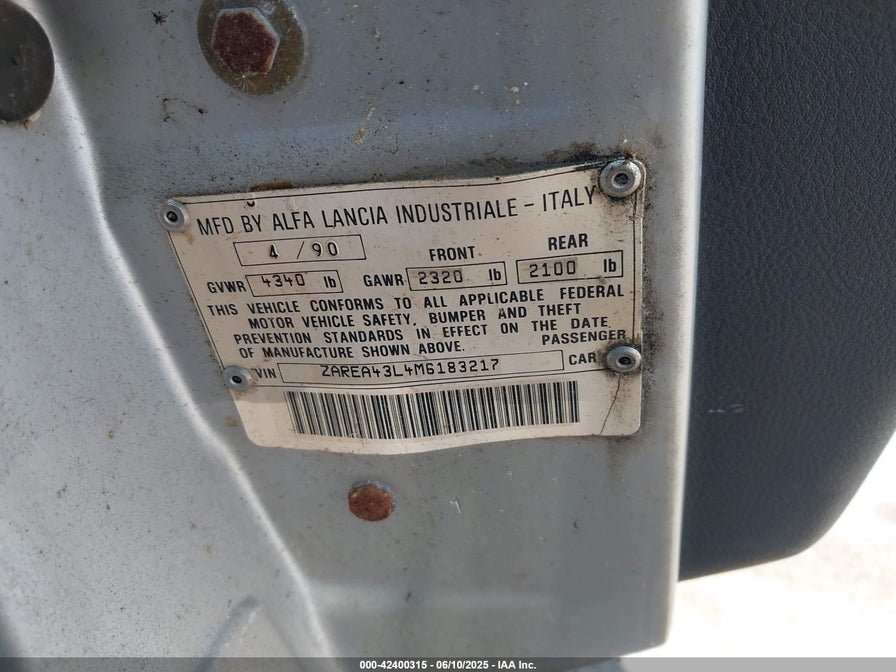 MFD BY ALFA LANCIA INDUSTRIALE - ITALY
4 / 90 FRONT REAR
GVWR 4340 lb GAWR 2320 lb 2100 lb
THIS VEHICLE CONFORMS TO ALL APPLICABLE FEDERAL
MOTOR VEHICLE SAFETY, BUMPER AND THEFT
PREVENTION STANDARDS IN EFFECT ON THE DATE
OF MANUFACTURE SHOWN ABOVE. PASSENGER
VIN ZAREA43L4M6183217 CAR
000-42400315 - 06/10/2025 - IAA Inc.